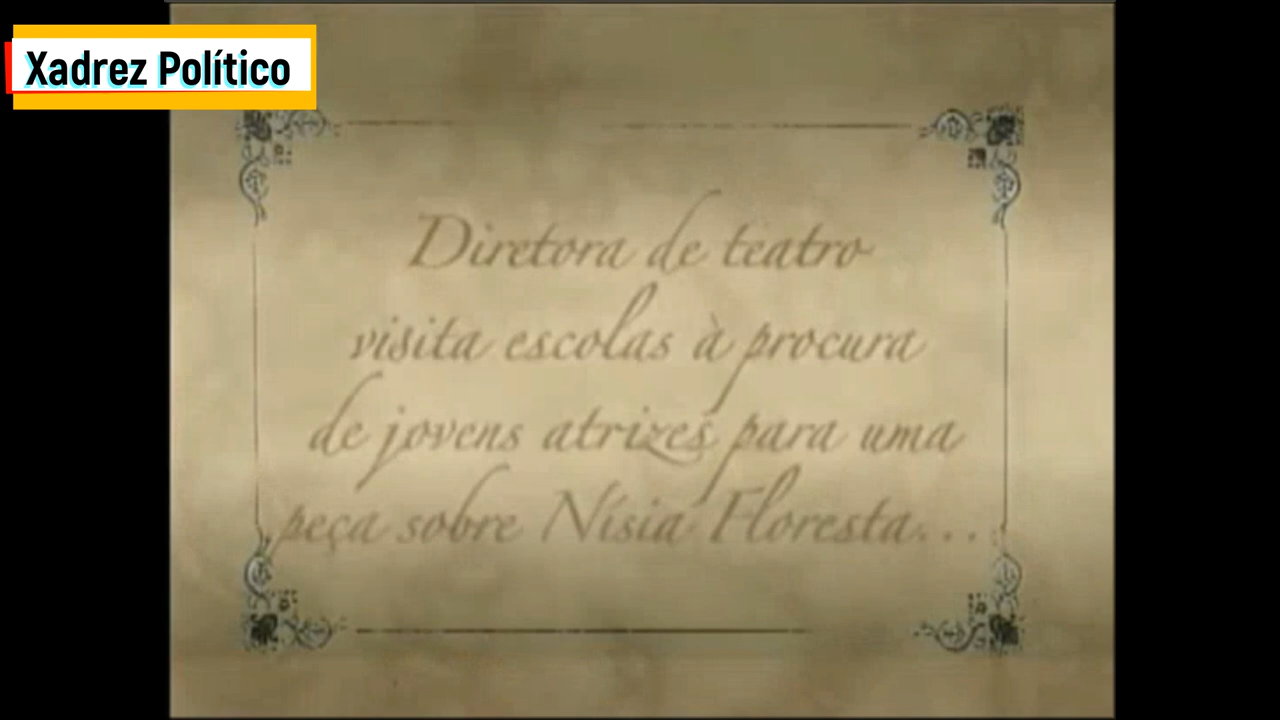 Xadrez Político
Diretora de teatro
visita escolas à procura
de jovens atrizes para uma
peça sobre Nísia Floresta...